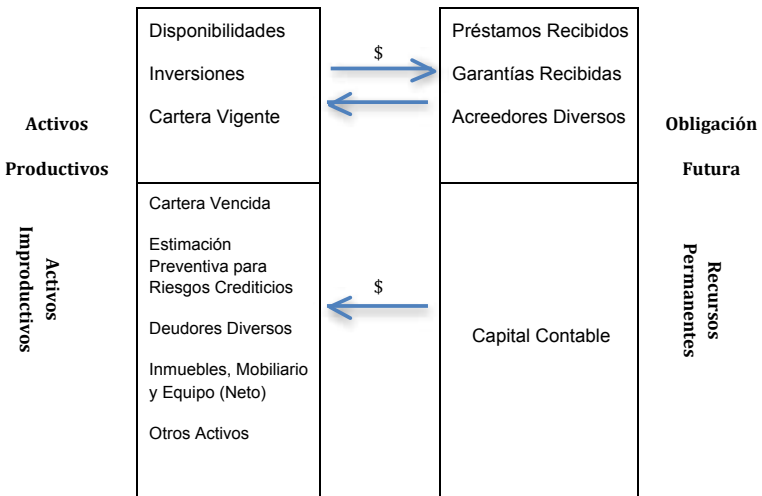 Activos
Productivos
Activos
Improductivos
Disponibilidades
Inversiones
Cartera Vigente
Cartera Vencida
Estimación
Preventiva para
Riesgos Crediticios
Deudores Diversos
Inmuebles, Mobiliario
y Equipo (Neto)
Otros Activos
$
$
Préstamos Recibidos
Garantías Recibidas
Acreedores Diversos
Capital Contable
Obligación
Futura
Recursos
Permanentes